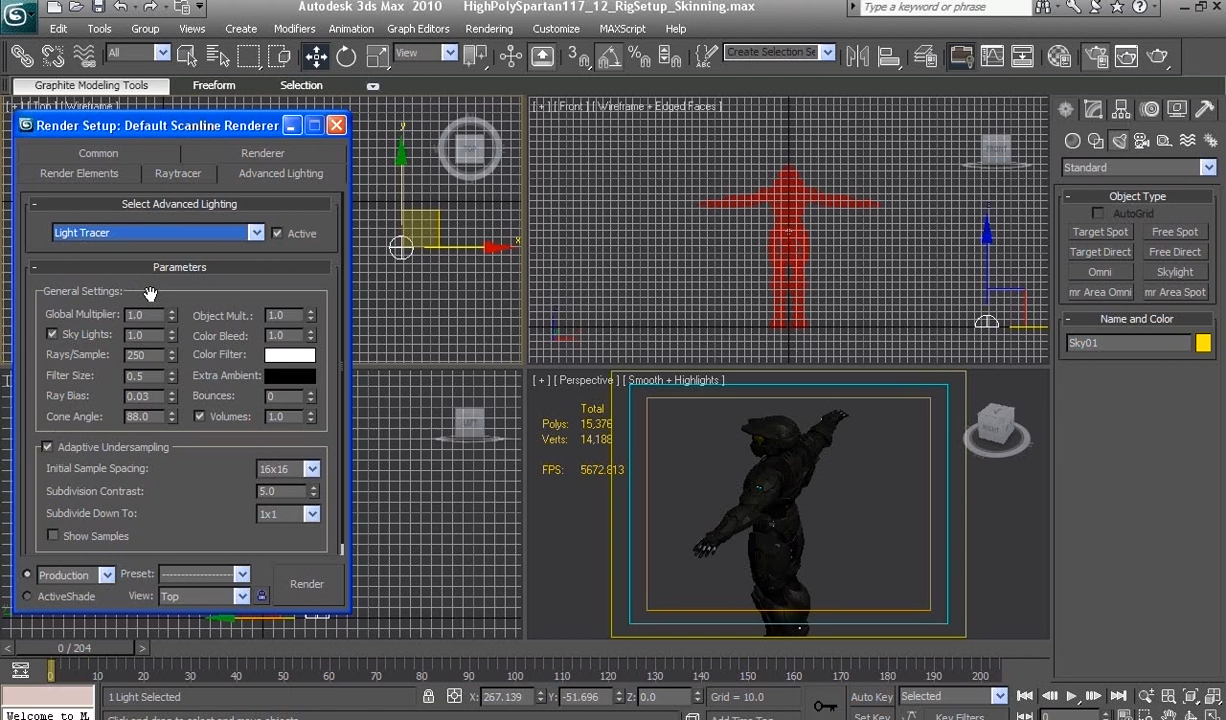 Autodesk 3ds Max 2010 HighPolySpartan117_12_RigSetup_Skinning.max
Type a keyword or phrase
Edit Tools Group Views Create Modifiers Animation Graph Editors Rendering Customize MAXScript Help
All View Create Selection Se
Graphite Modeling Tools Freeform Selection
[ + ] [ Front ] [ Wireframe + Edged Faces ]
Render Setup: Default Scanline Renderer
Common Renderer
Render Elements Raytracer Advanced Lighting
Select Advanced Lighting
Light Tracer Active
Parameters
General Settings:
Global Multiplier: 1.0 Object Mult.: 1.0
Sky Lights: 1.0 Color Bleed: 1.0
Rays/Sample: 250 Color Filter:
Filter Size: 0.5 Extra Ambient:
Ray Bias: 0.03 Bounces: 0
Cone Angle: 88.0 Volumes: 1.0
Adaptive Undersampling
Initial Sample Spacing: 16x16
Subdivision Contrast: 5.0
Subdivide Down To: 1x1
Show Samples
Production Preset: --------------------
ActiveShade View: Top
Render
TOP
FRONT
LEFT
RIGHT
[ + ] [ Perspective ] [ Smooth + Highlights ]
Total
Polys: 15,376
Verts: 14,188
FPS: 5672.813
Standard
Object Type
AutoGrid
Target Spot Free Spot
Target Direct Free Direct
Omni Skylight
mr Area Omni mr Area Spot
Name and Color
Sky01
0 / 204
0 10 20 30 40 50 60 70 80 90 100 110 120 130 140 150 160 170 180 190 200
1 Light Selected X: 267.139 Y: -51.696 Z: 0.0 Grid = 10.0 Auto Key Selected
Welcome to M
Click and drag to select and move objects Add Time Tag Set Key Key Filters... 0